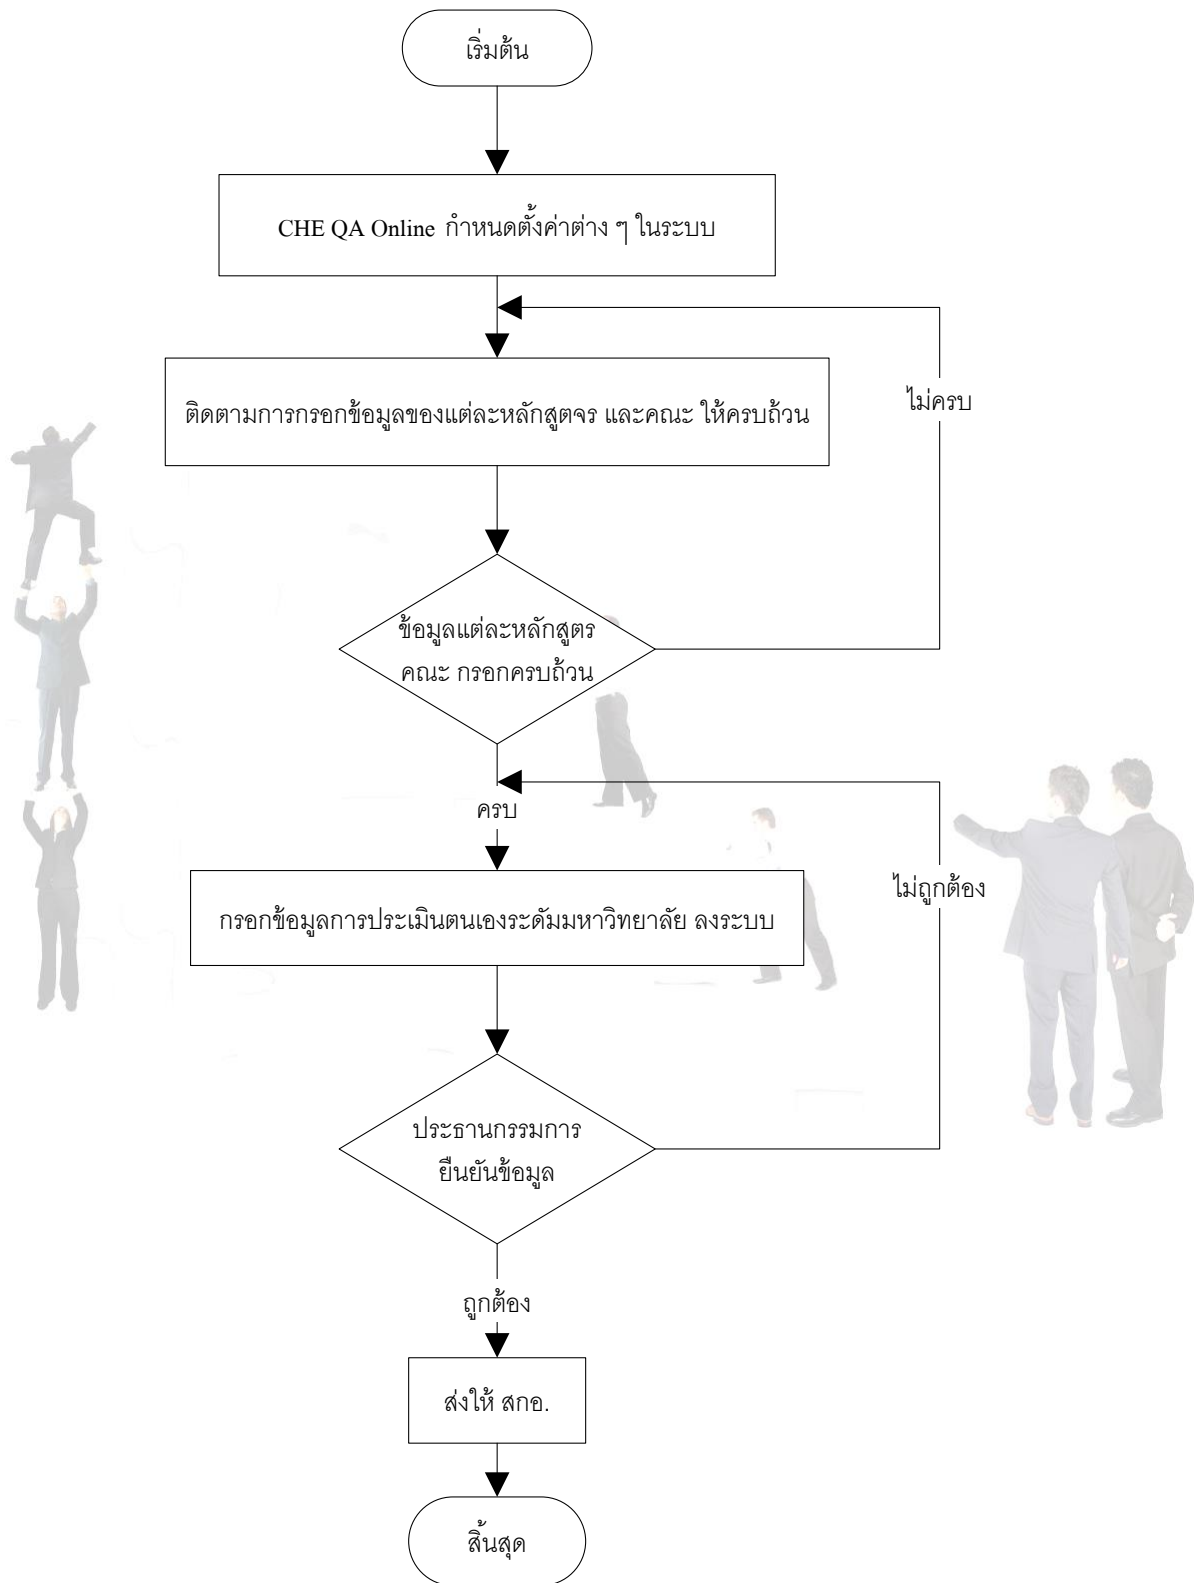 เริ่มต้น
CHE QA Online กำหนดตั้งค่าต่าง ๆ ในระบบ
ติดตามการกรอกข้อมูลของแต่ละหลักสูตจร และคณะ ให้ครบถ้วน
ไม่ครบ
ข้อมูลแต่ละหลักสูตร
คณะ กรอกครบถ้วน
ครบ
กรอกข้อมูลการประเมินตนเองระดัมมหาวิทยาลัย ลงระบบ
ไม่ถูกต้อง
ประธานกรรมการ
ยืนยันข้อมูล
ถูกต้อง
ส่งให้ สกอ.
สิ้นสุด